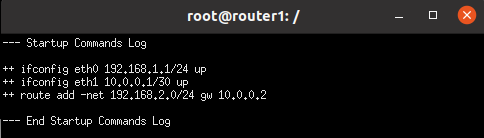 root@router1: /
--- Startup Commands Log
++ ifconfig eth0 192.168.1.1/24 up
++ ifconfig eth1 10.0.0.1/30 up
++ route add -net 192.168.2.0/24 gw 10.0.0.2
--- End Startup Commands Log